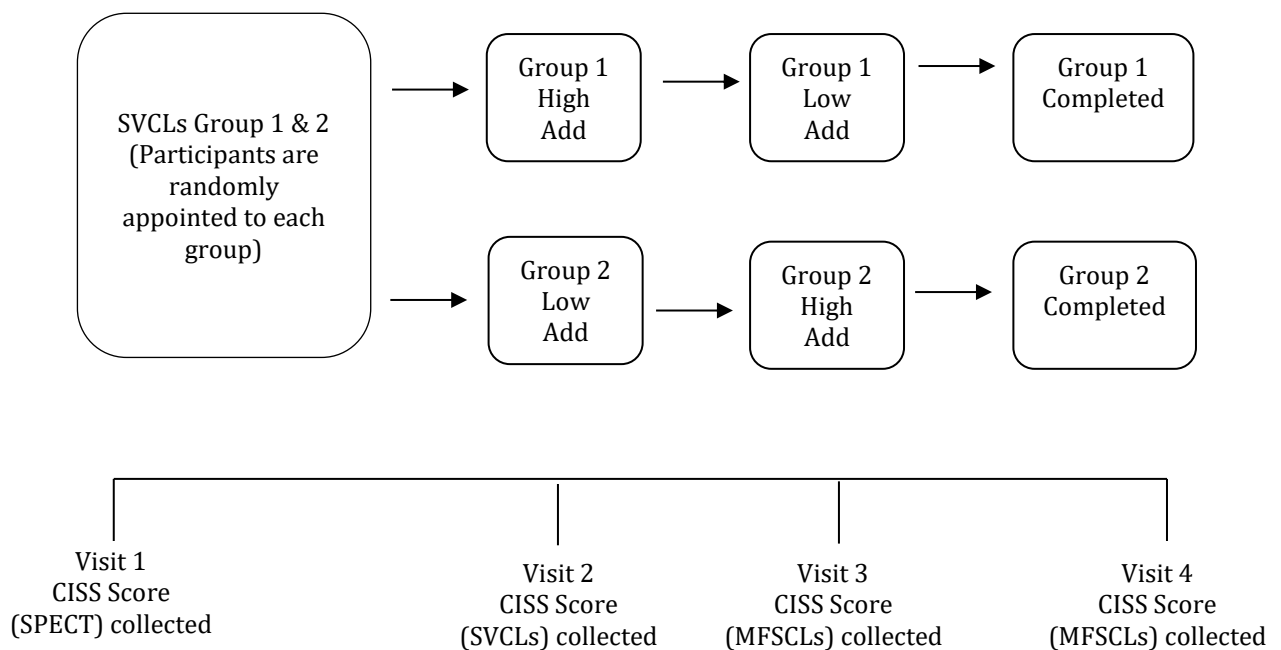 SVCLs Group 1 & 2
(Participants are
randomly
appointed to each
group)
Group 1
High
Add
Group 1
Low
Add
Group 1
Completed
Group 2
Low
Add
Group 2
High
Add
Group 2
Completed
Visit 1
CISS Score
(SPECT) collected
Visit 2
CISS Score
(SVCLs) collected
Visit 3
CISS Score
(MFSCLs) collected
Visit 4
CISS Score
(MFSCLs) collected